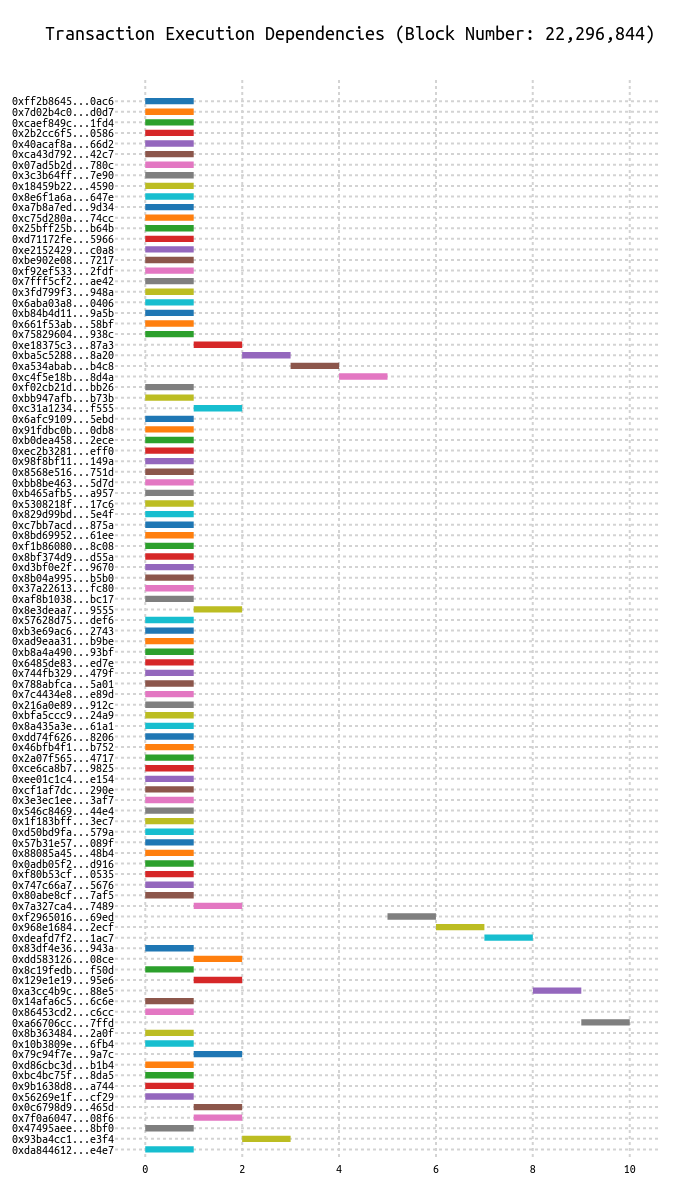 Transaction Execution Dependencies (Block Number: 22,296,844)
0xff2b8645...0ac6
0x7d02b4c0...d0d7
0xcaef849c...1fd4
0x2b2cc6f5...0586
0x40acaf8a...66d2
0xca43d792...42c7
0x07ad5b2d...780c
0x3c3b64ff...7e90
0x18459b22...4590
0x8e6f1a6a...647e
0xa7b8a7ed...9d34
0xc75d280a...74cc
0x25bff25b...b64b
0xd71172fe...5966
0xe2152429...c0a8
0xbe902e08...7217
0xf92ef533...2fdf
0x7fff5cf2...ae42
0x3fd799f3...948a
0x6aba03a8...0406
0xb84b4d11...9a5b
0x661f53ab...58bf
0x75829604...938c
0xe18375c3...87a3
0xba5c5288...8a20
0xa534abab...b4c8
0xc4f5e18b...8d4a
0xf02cb21d...bb26
0xbb947afb...b73b
0xc31a1234...f555
0x6afc9109...5ebd
0x91fdbc0b...0db8
0xb0dea458...2ece
0xec2b3281...eff0
0x98f8bf11...149a
0x8568e516...751d
0xbb8be463...5d7d
0xb465afb5...a957
0x5308218f...17c6
0x829d99bd...5e4f
0xc7bb7acd...875a
0x8bd69952...61ee
0xf1b86080...8c08
0x8bf374d9...d55a
0xd3bf0e2f...9670
0x8b04a995...b5b0
0x37a22613...fc80
0xaf8b1038...bc17
0x8e3deaa7...9555
0x57628d75...def6
0xb3e69ac6...2743
0xad9eaa31...b9be
0xb8a4a490...93bf
0x6485de83...ed7e
0x744fb329...479f
0x788abfca...5a01
0x7c4434e8...e89d
0x216a0e89...912c
0xbfa5ccc9...24a9
0x8a435a3e...61a1
0xdd74f626...8206
0x46bfb4f1...b752
0x2a07f565...4717
0xce6ca8b7...9825
0xee01c1c4...e154
0xcf1af7dc...290e
0x3e3ec1ee...3af7
0x546c8469...44e4
0x1f183bff...3ec7
0xd50bd9fa...579a
0x57b31e57...089f
0x88085a45...48b4
0x0adb05f2...d916
0xf80b53cf...0535
0x747c66a7...5676
0x80abe8cf...7af5
0x7a327ca4...7489
0xf2965016...69ed
0x968e1684...2ecf
0xdeafd7f2...1ac7
0x83df4e36...943a
0xdd583126...08ce
0x8c19fedb...f50d
0x129e1e19...95e6
0xa3cc4b9c...88e5
0x14afa6c5...6c6e
0x86453cd2...c6cc
0xa66706cc...7ffd
0x8b363484...2a0f
0x10b3809e...6fb4
0x79c94f7e...9a7c
0xd86cbc3d...b1b4
0xbc4bc75f...8da5
0x9b1638d8...a744
0x56269e1f...cf29
0x0c6798d9...465d
0x7f0a6047...08f6
0x47495aee...8bf0
0x93ba4cc1...e3f4
0xda844612...e4e7
0 2 4 6 8 10